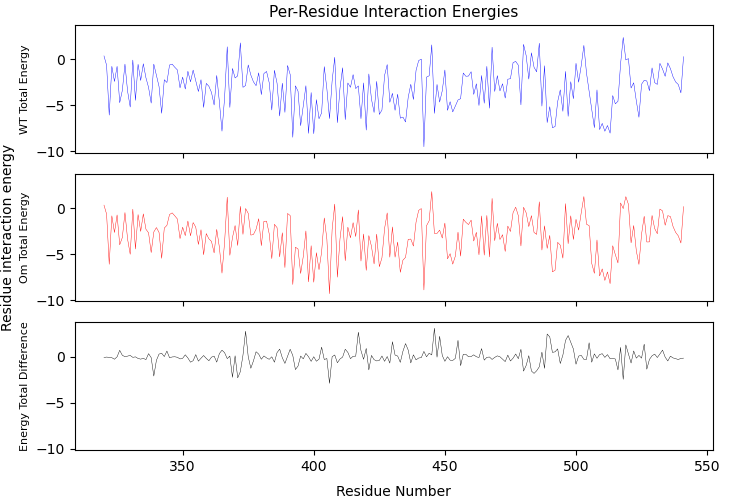 Per-Residue Interaction Energies
Residue interaction energy
WT Total Energy
0
−5
−10
Om Total Energy
0
−5
−10
Energy Total Difference
0
−5
−10
350 400 450 500 550
Residue Number